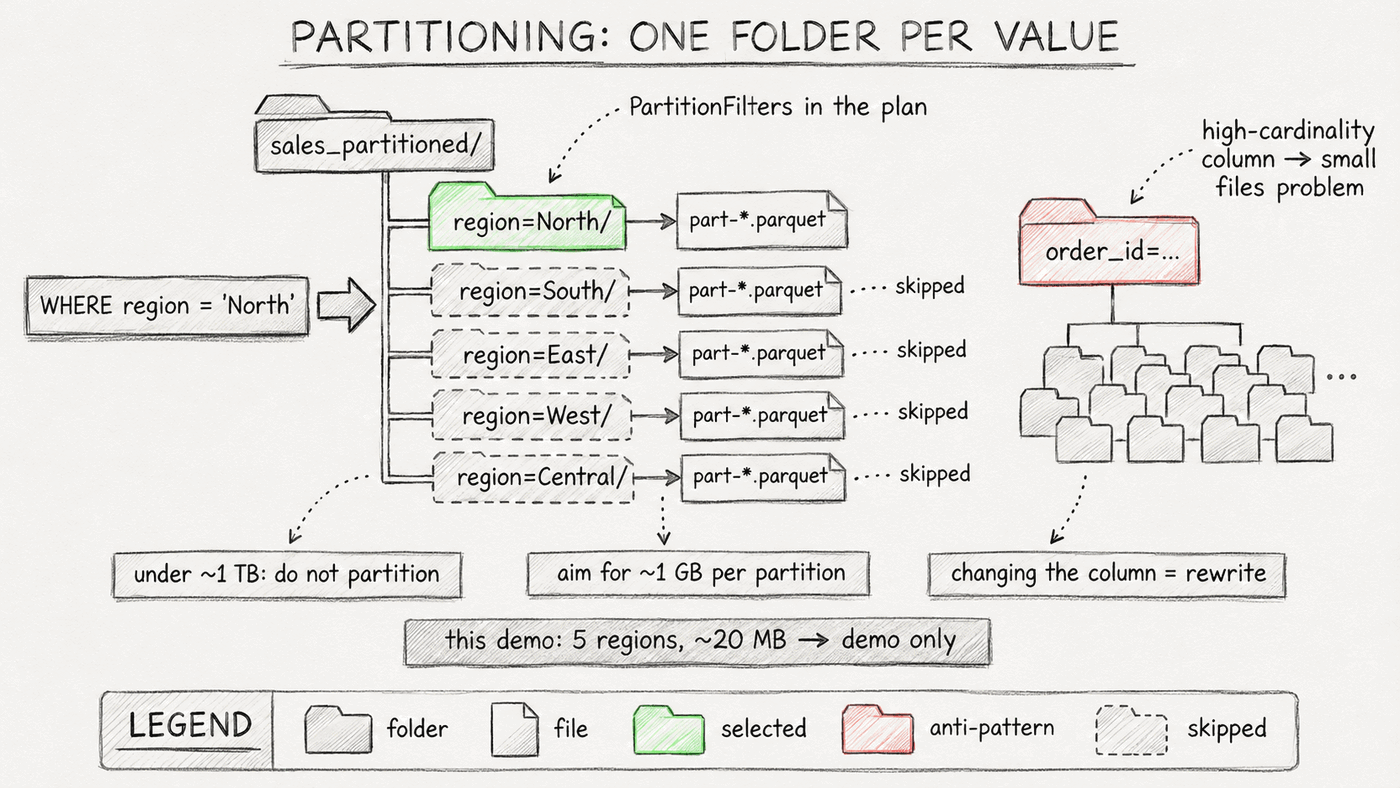 PARTITIONING: ONE FOLDER PER VALUE
PartitionFilters in the plan
sales_partitioned/
high-cardinality
column → small
files problem
region=North/
part-*.parquet
order_id=...
WHERE region = 'North'
region=South/
part-*.parquet
.... skipped
region=East/
part-*.parquet
.... skipped
region=West/
part-*.parquet
.... skipped
region=Central/
part-*.parquet
.... skipped
...
under ~1 TB: do not partition
aim for ~1 GB per partition
changing the column = rewrite
this demo: 5 regions, ~20 MB → demo only
LEGEND
folder
file
selected
anti-pattern
skipped